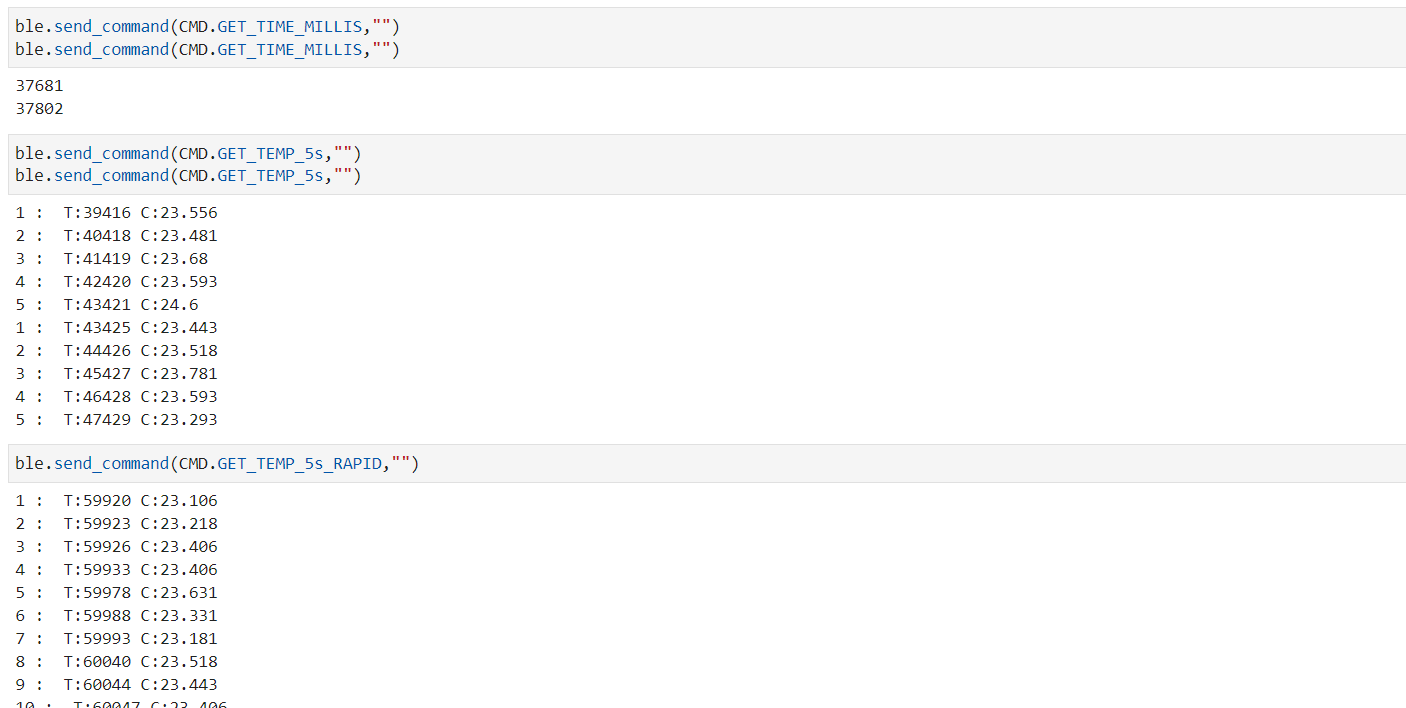 ble.send_command(CMD.GET_TIME_MILLIS,"")
ble.send_command(CMD.GET_TIME_MILLIS,"")
37681
37802
ble.send_command(CMD.GET_TEMP_5s,"")
ble.send_command(CMD.GET_TEMP_5s,"")
1 :  T:39416 C:23.556
2 :  T:40418 C:23.481
3 :  T:41419 C:23.68
4 :  T:42420 C:23.593
5 :  T:43421 C:24.6
1 :  T:43425 C:23.443
2 :  T:44426 C:23.518
3 :  T:45427 C:23.781
4 :  T:46428 C:23.593
5 :  T:47429 C:23.293
ble.send_command(CMD.GET_TEMP_5s_RAPID,"")
1 :  T:59920 C:23.106
2 :  T:59923 C:23.218
3 :  T:59926 C:23.406
4 :  T:59933 C:23.406
5 :  T:59978 C:23.631
6 :  T:59988 C:23.331
7 :  T:59993 C:23.181
8 :  T:60040 C:23.518
9 :  T:60044 C:23.443
10 :  T:60047 C:23.406